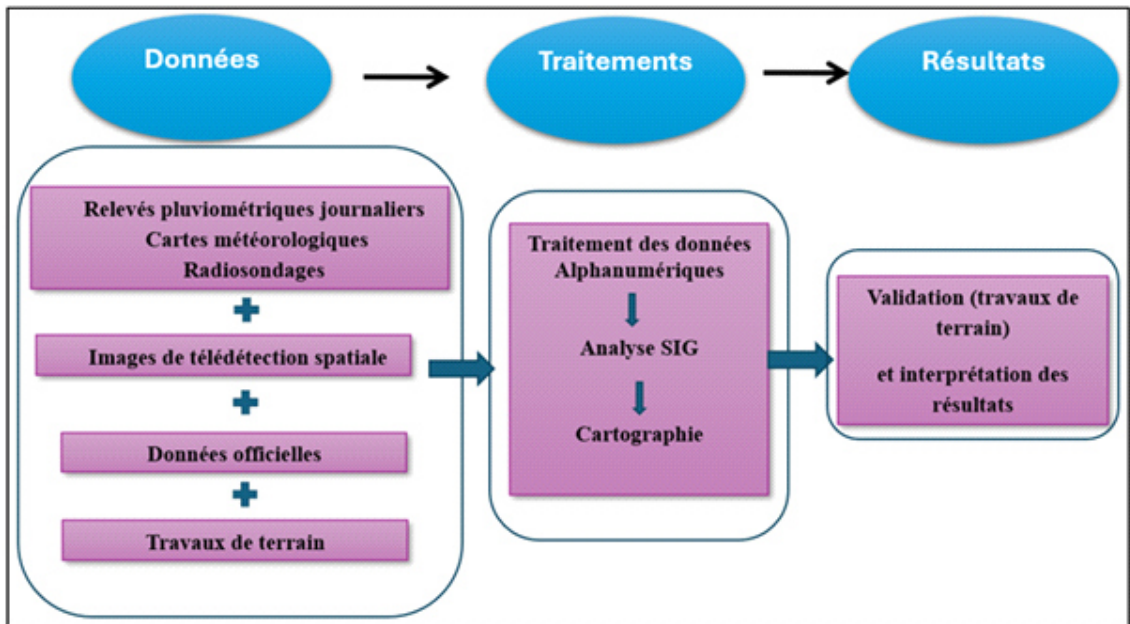 Données
Traitements
Résultats
Relevés pluviométriques journaliers
Cartes météorologiques
Radiosondages
Images de télédétection spatiale
Données officielles
Travaux de terrain
Traitement des données
Alphanumériques
Analyse SIG
Cartographie
Validation (travaux de
terrain)
et interprétation des
résultats